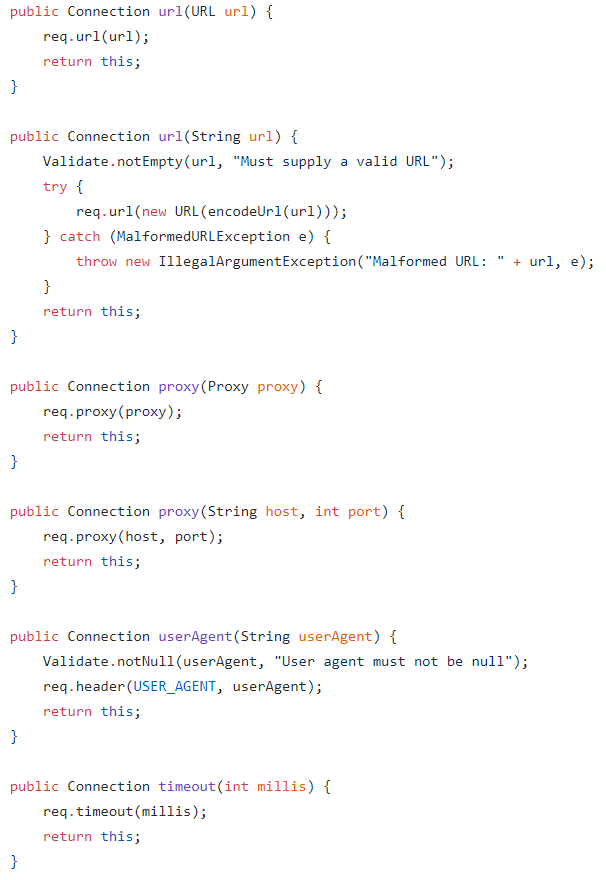 public Connection url(URL url) {
    req.url(url);
    return this;
}

public Connection url(String url) {
    Validate.notEmpty(url, "Must supply a valid URL");
    try {
        req.url(new URL(encodeUrl(url)));
    } catch (MalformedURLException e) {
        throw new IllegalArgumentException("Malformed URL: " + url, e);
    }
    return this;
}

public Connection proxy(Proxy proxy) {
    req.proxy(proxy);
    return this;
}

public Connection proxy(String host, int port) {
    req.proxy(host, port);
    return this;
}

public Connection userAgent(String userAgent) {
    Validate.notNull(userAgent, "User agent must not be null");
    req.header(USER_AGENT, userAgent);
    return this;
}

public Connection timeout(int millis) {
    req.timeout(millis);
    return this;
}